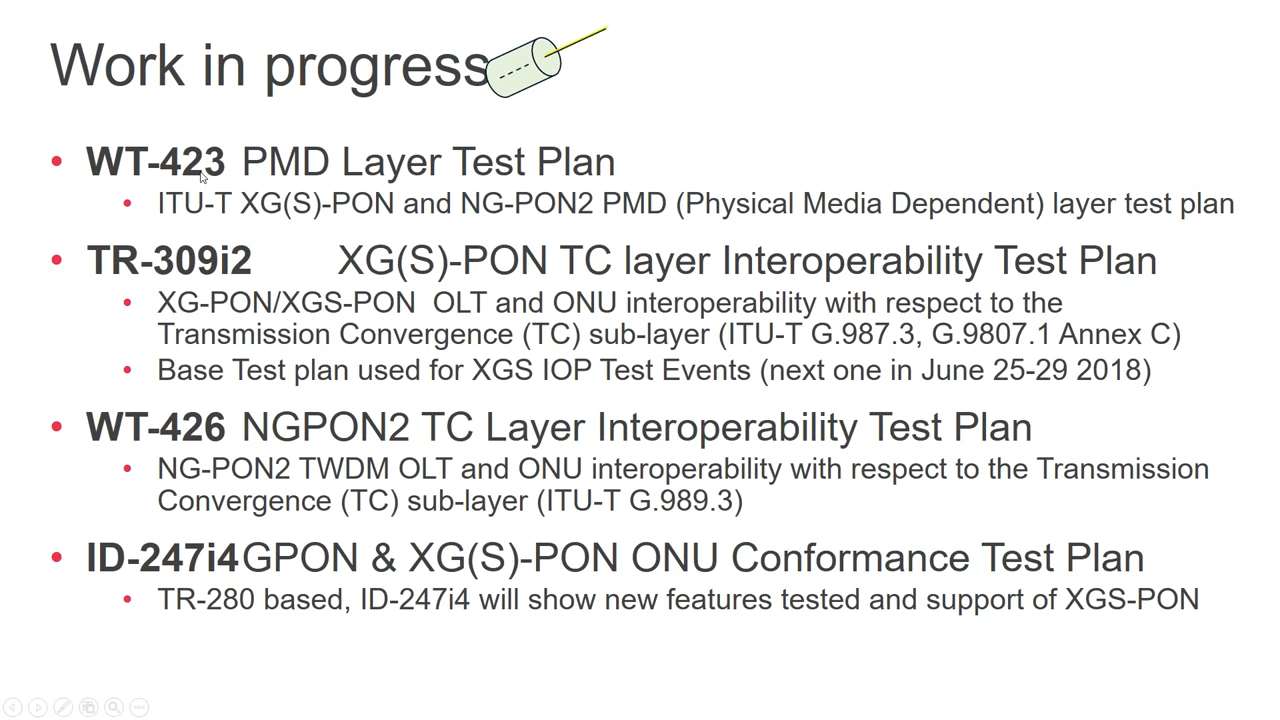 Work in progress
• WT-423 PMD Layer Test Plan
• ITU-T XG(S)-PON and NG-PON2 PMD (Physical Media Dependent) layer test plan
• TR-309i2 XG(S)-PON TC layer Interoperability Test Plan
• XG-PON/XGS-PON OLT and ONU interoperability with respect to the
Transmission Convergence (TC) sub-layer (ITU-T G.987.3, G.9807.1 Annex C)
• Base Test plan used for XGS IOP Test Events (next one in June 25-29 2018)
• WT-426 NGPON2 TC Layer Interoperability Test Plan
• NG-PON2 TWDM OLT and ONU interoperability with respect to the Transmission
Convergence (TC) sub-layer (ITU-T G.989.3)
• ID-247i4 GPON & XG(S)-PON ONU Conformance Test Plan
• TR-280 based, ID-247i4 will show new features tested and support of XGS-PON